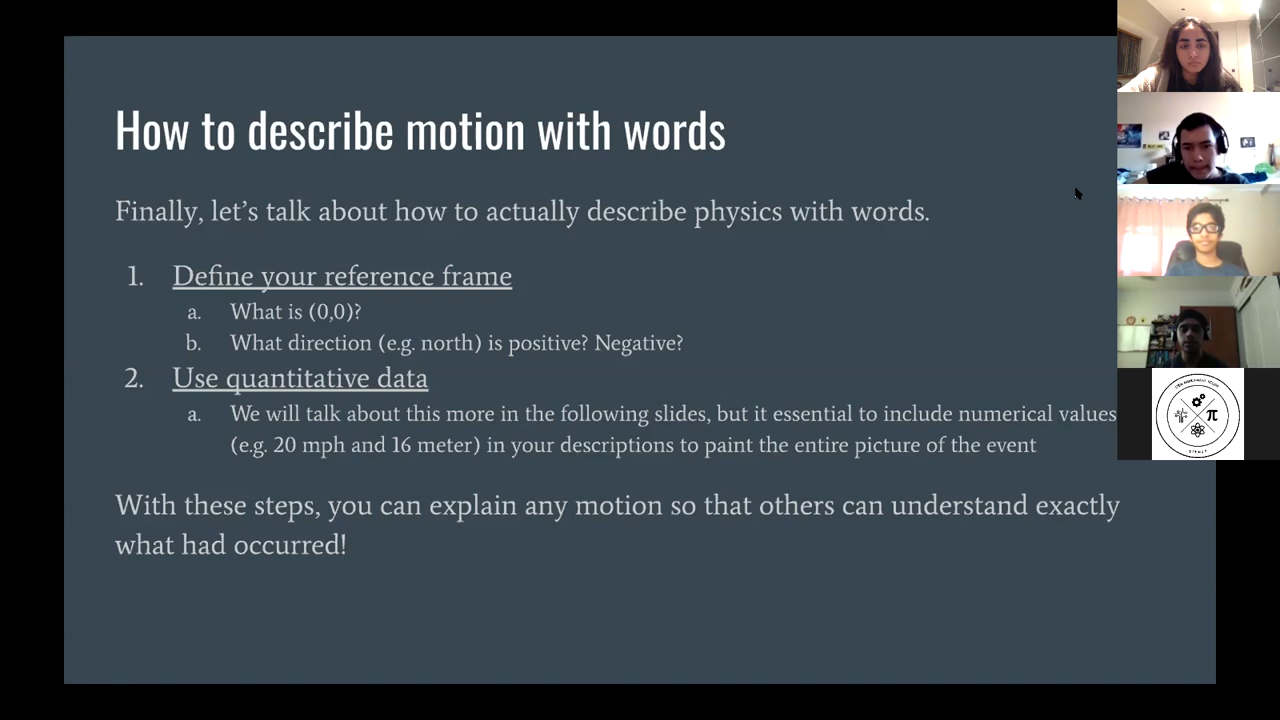 How to describe motion with words
Finally, let's talk about how to actually describe physics with words.
1. Define your reference frame
a. What is (0,0)?
b. What direction (e.g. north) is positive? Negative?
2. Use quantitative data
a. We will talk about this more in the following slides, but it essential to include numerical values
(e.g. 20 mph and 16 meter) in your descriptions to paint the entire picture of the event
With these steps, you can explain any motion so that others can understand exactly
what had occurred!
π